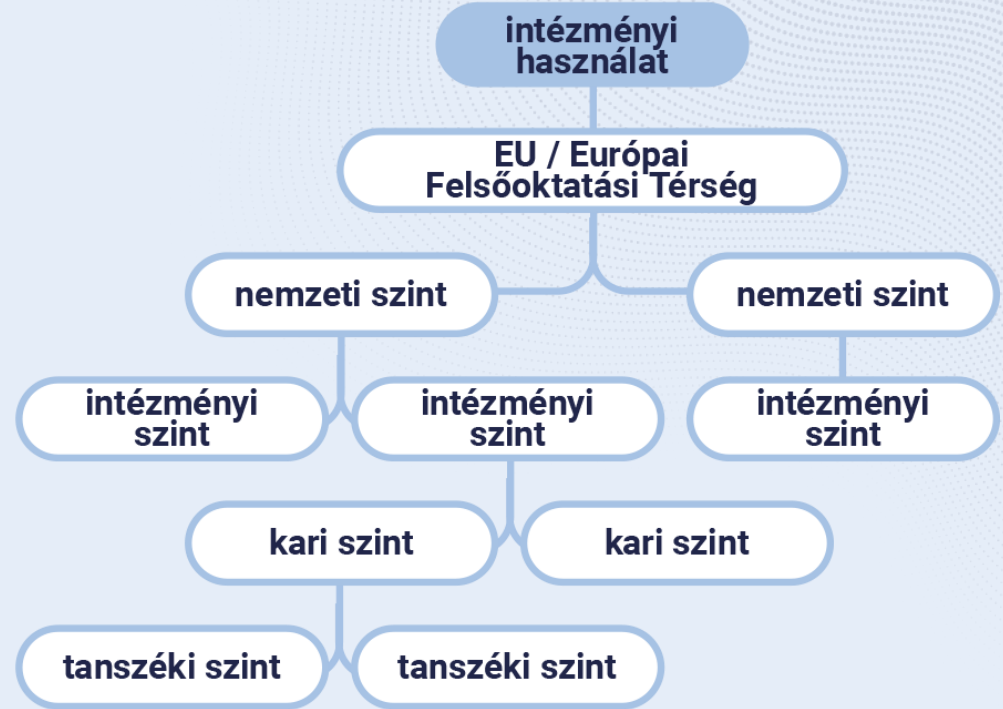 intézményi
használat
EU / Európai
Felsőoktatási Térség
nemzeti szint
nemzeti szint
intézményi
szint
intézményi
szint
intézményi
szint
kari szint
kari szint
tanszéki szint
tanszéki szint